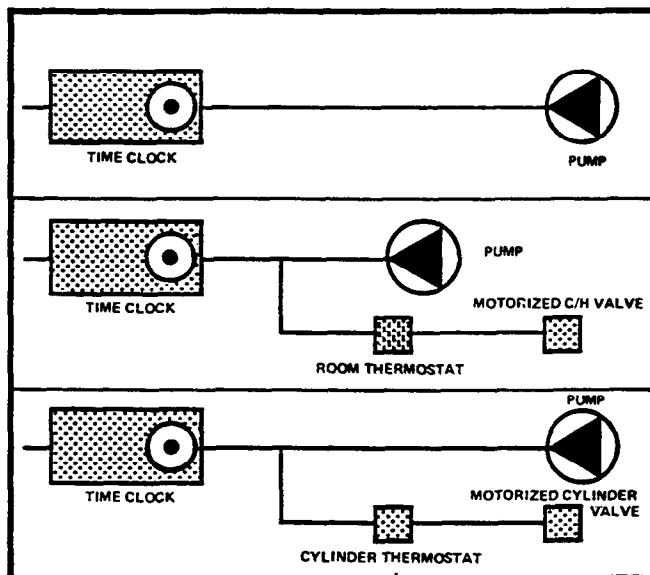 TIME CLOCK
PUMP
TIME CLOCK
PUMP
MOTORIZED C/H VALVE
ROOM THERMOSTAT
TIME CLOCK
PUMP
MOTORIZED CYLINDER
VALVE
CYLINDER THERMOSTAT